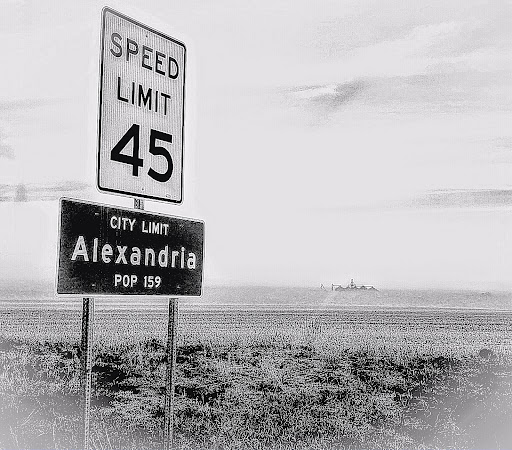 SPEED
LIMIT
45
CITY LIMIT
Alexandria
POP 159